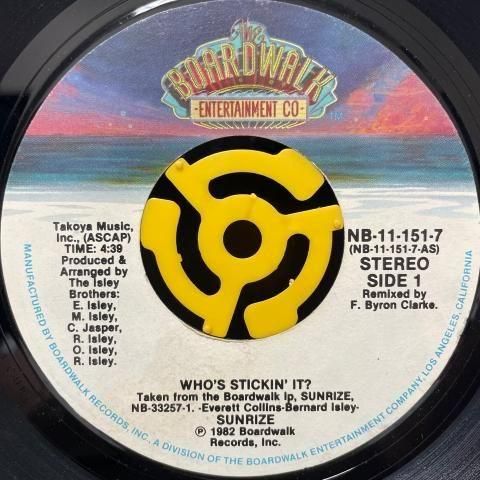 The
BOARDWALK
-ENTERTAINMENT CO-
TM
Takoya Music,
Inc., (ASCAP)
TIME: 4:39
Produced &
Arranged by
The Isley
Brothers:
E. Isley,
M. Isley,
C. Jasper,
R. Isley,
O. Isley,
R. Isley.
NB-11-151-7
(NB-11-151-7-AS)
STEREO
SIDE 1
Remixed by
F. Byron Clarke.
WHO'S STICKIN' IT?
Taken from the Boardwalk lp, SUNRIZE,
NB-33257-1. -Everett Collins-Bernard Isley-
SUNRIZE
℗ 1982 Boardwalk
Records, Inc.
MANUFACTURED BY BOARDWALK RECORDS, INC. A DIVISION OF THE BOARDWALK ENTERTAINMENT COMPANY, LOS ANGELES, CALIFORNIA